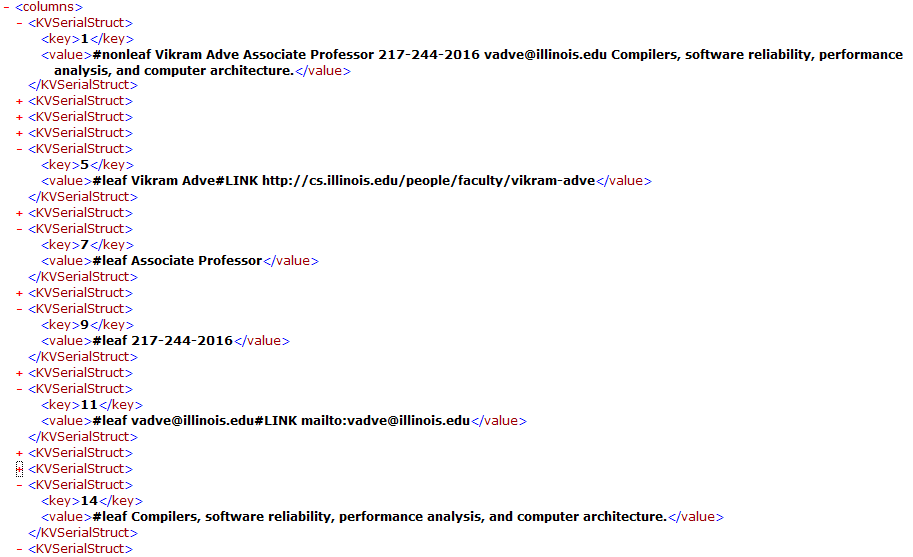 - <columns>
- <KVSerialStruct>
<key>1</key>
<value>#nonleaf Vikram Adve Associate Professor 217-244-2016 vadve@illinois.edu Compilers, software reliability, performance
analysis, and computer architecture.</value>
</KVSerialStruct>
+ <KVSerialStruct>
+ <KVSerialStruct>
+ <KVSerialStruct>
- <KVSerialStruct>
<key>5</key>
<value>#leaf Vikram Adve#LINK http://cs.illinois.edu/people/faculty/vikram-adve</value>
</KVSerialStruct>
+ <KVSerialStruct>
- <KVSerialStruct>
<key>7</key>
<value>#leaf Associate Professor</value>
</KVSerialStruct>
+ <KVSerialStruct>
- <KVSerialStruct>
<key>9</key>
<value>#leaf 217-244-2016</value>
</KVSerialStruct>
+ <KVSerialStruct>
- <KVSerialStruct>
<key>11</key>
<value>#leaf vadve@illinois.edu#LINK mailto:vadve@illinois.edu</value>
</KVSerialStruct>
+ <KVSerialStruct>
+ <KVSerialStruct>
- <KVSerialStruct>
<key>14</key>
<value>#leaf Compilers, software reliability, performance analysis, and computer architecture.</value>
</KVSerialStruct>
- <KVSerialStruct>